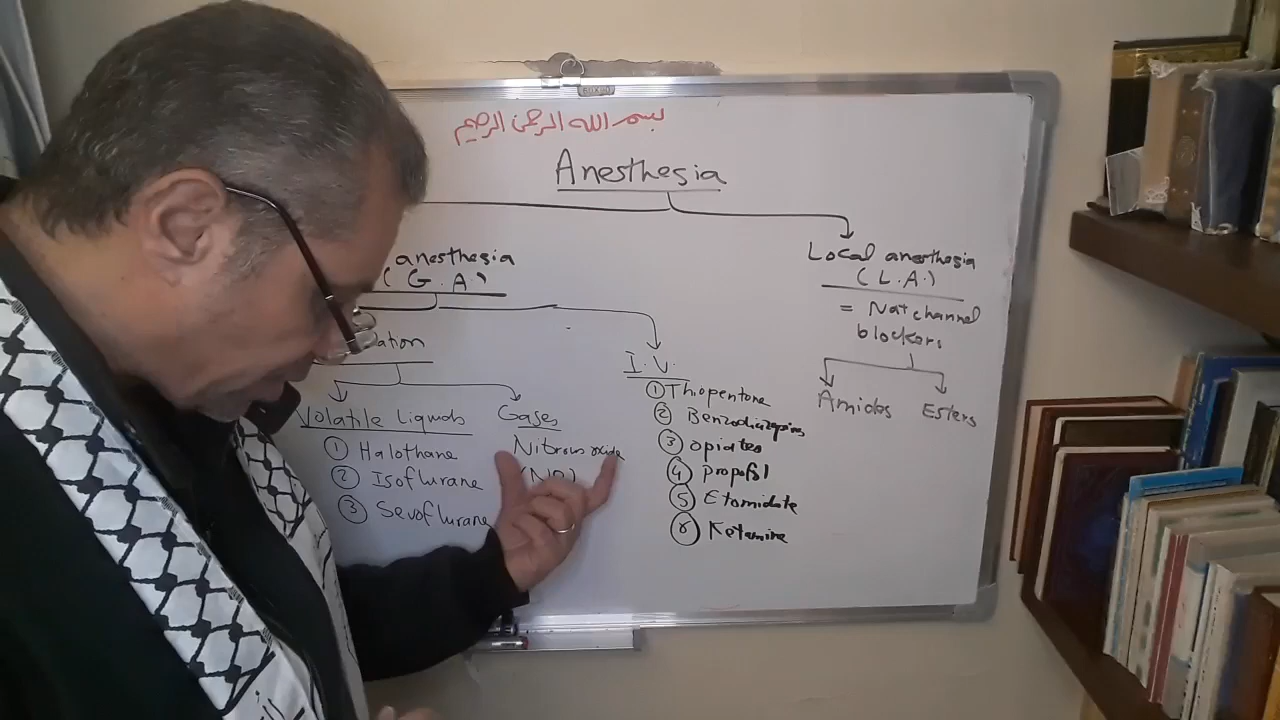 بسم الله الرحمن الرحيم
Anesthesia
anesthesia
(G.A)
Local anesthesia
(L.A.)
= Na+ channel
blockers
Amides
Esters
ation
Volatile Liquids
① Halothane
② Isoflurane
③ Sevoflurane
Gases
Nitrous oxide
I.V.
① Thiopentone
② Benzodiazepines
③ opiates
④ propofol
⑤ Etomidate
⑥ Ketamine